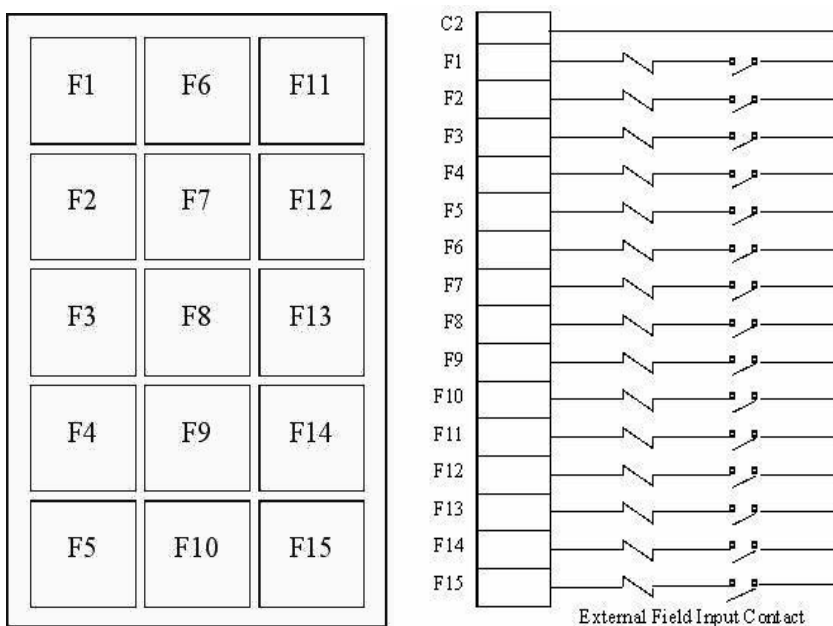 F1 F6 F11
F2 F7 F12
F3 F8 F13
F4 F9 F14
F5 F10 F15
C2
F1
F2
F3
F4
F5
F6
F7
F8
F9
F10
F11
F12
F13
F14
F15
External Field Input Contact